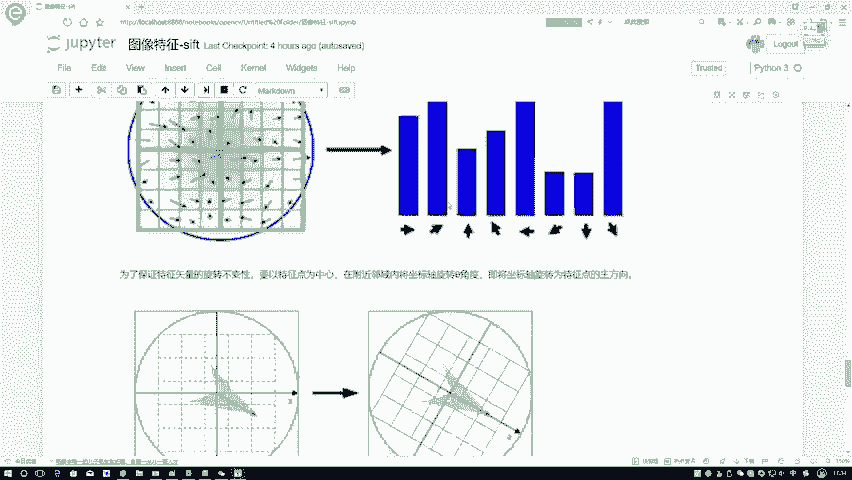 图像特征-sift
http://localhost:8888/notebooks/opencv/Untitled%20Folder/图像特征-sift.ipynb
jupyter 图像特征-sift Last Checkpoint: 4 hours ago (autosaved)
Logout
File Edit View Insert Cell Kernel Widgets Help
Trusted Python 3
Markdown
为了保证特征矢量的旋转不变性，要以特征点为中心，在附近邻域内将坐标轴旋转θ角度，即将坐标轴旋转为特征点的主方向。